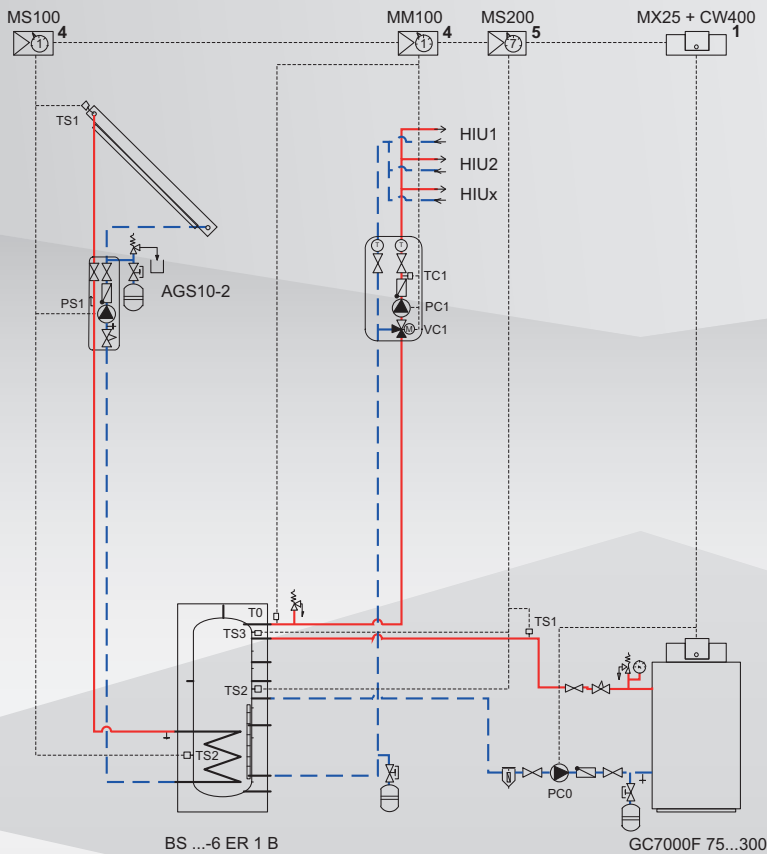 MS100 4
MM100 4
MS200 5
MX25 + CW400 1
1
1
7
TS1
HIU1
HIU2
HIUx
T T
AGS10-2
TC1
PS1
PC1
M VC1
T0
TS3
TS1
TS2
TS2
PC0
BS ...-6 ER 1 B
GC7000F 75...300